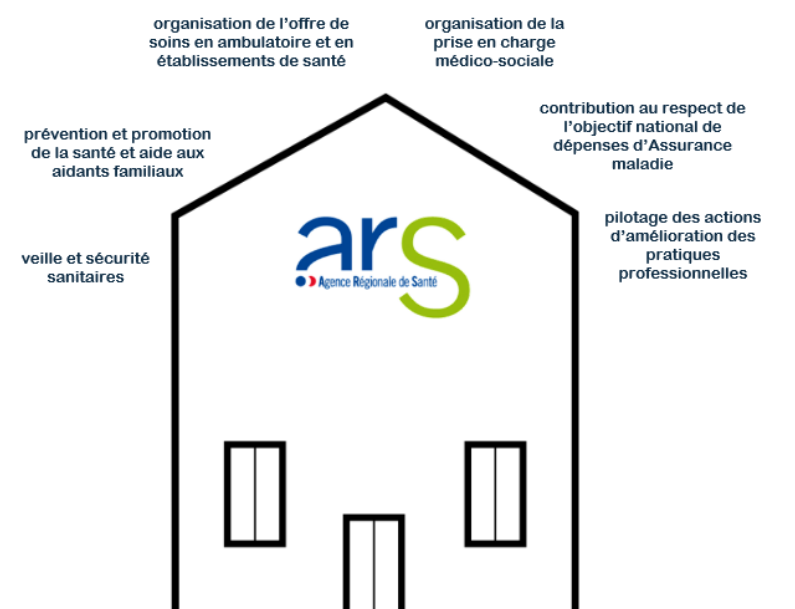 organisation de l’offre de
soins en ambulatoire et en
établissements de santé
organisation de la
prise en charge
médico-sociale
prévention et promotion
de la santé et aide aux
aidants familiaux
contribution au respect de
l’objectif national de
dépenses d’Assurance
maladie
veille et sécurité
sanitaires
pilotage des actions
d’amélioration des
pratiques
professionnelles
ars
Agence Régionale de Santé